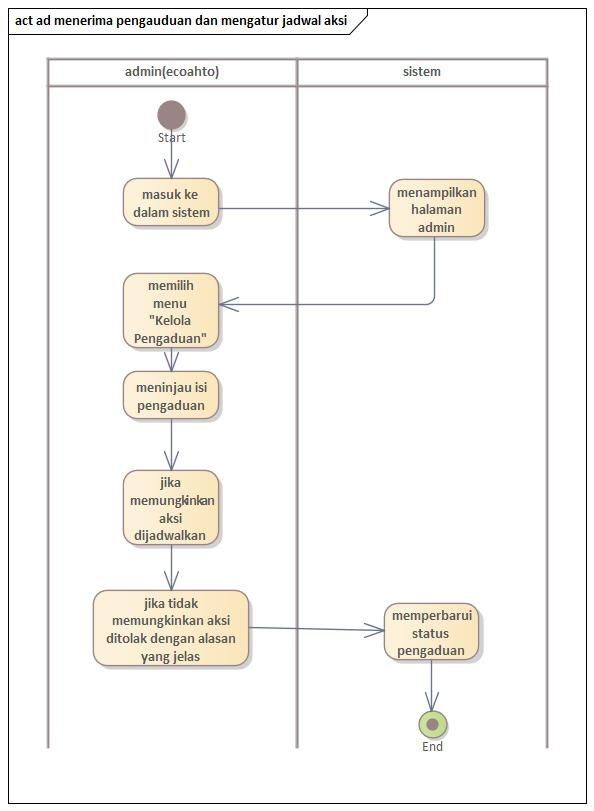 act ad menerima pengauduan dan mengatur jadwal aksi
admin(ecoahto)
sistem
Start
masuk ke
dalam sistem
menampilkan
halaman
admin
memilih
menu
"Kelola
Pengaduan"
meninjau isi
pengaduan
jika
memungkinkan
aksi
dijadwalkan
jika tidak
memungkinkan aksi
ditolak dengan alasan
yang jelas
memperbarui
status
pengaduan
End